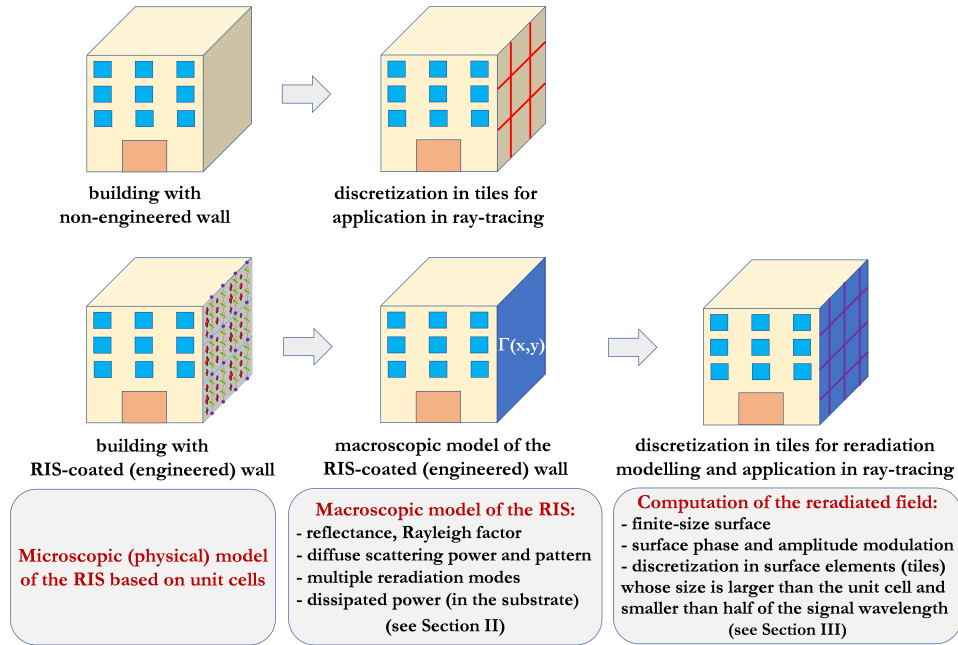 building with
non-engineered wall
discretization in tiles for
application in ray-tracing
Γ(x,y)
building with
RIS-coated (engineered) wall
macroscopic model of the
RIS-coated (engineered) wall
discretization in tiles for reradiation
modelling and application in ray-tracing
Microscopic (physical) model
of the RIS based on unit cells
Macroscopic model of the RIS:
- reflectance, Rayleigh factor
- diffuse scattering power and pattern
- multiple reradiation modes
- dissipated power (in the substrate)
(see Section II)
Computation of the reradiated field:
- finite-size surface
- surface phase and amplitude modulation
- discretization in surface elements (tiles)
whose size is larger than the unit cell and
smaller than half of the signal wavelength
(see Section III)